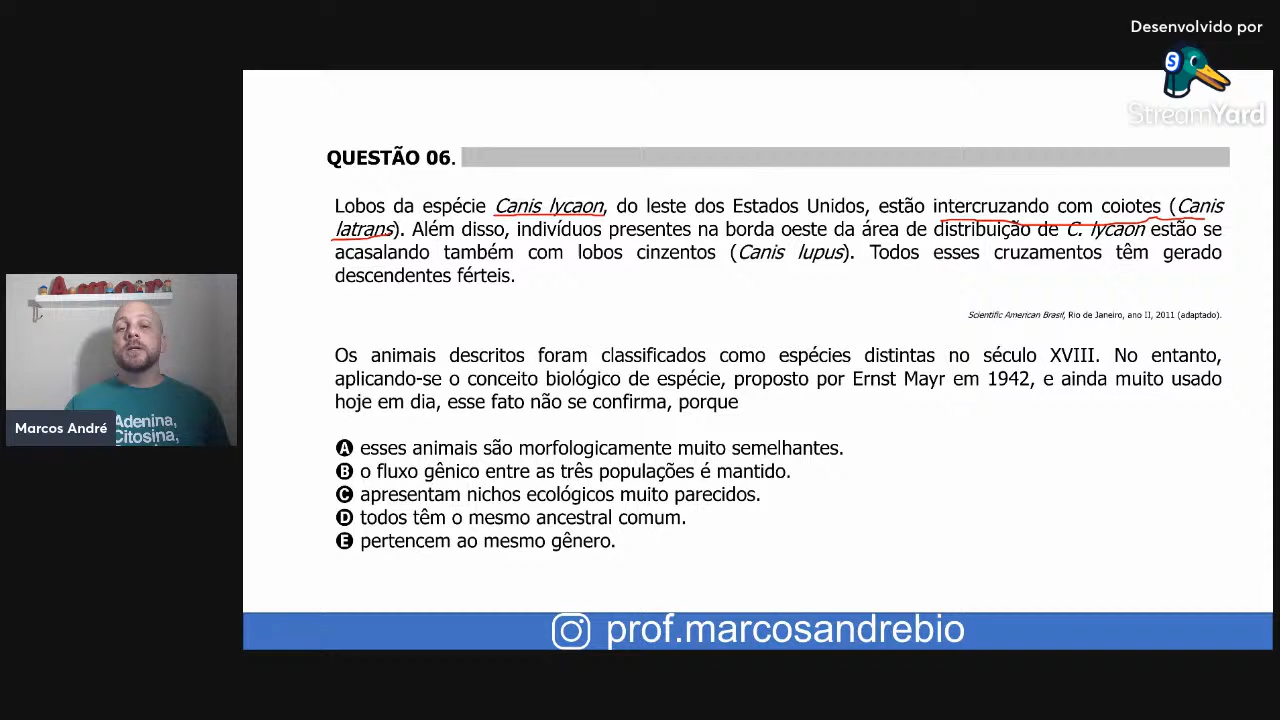 Desenvolvido por
StreamYard
QUESTÃO 06.
Lobos da espécie Canis lycaon, do leste dos Estados Unidos, estão intercruzando com coiotes (Canis
latrans). Além disso, indivíduos presentes na borda oeste da área de distribuição de C. lycaon estão se
acasalando também com lobos cinzentos (Canis lupus). Todos esses cruzamentos têm gerado
descendentes férteis.
Scientific American Brasil, Rio de Janeiro, ano II, 2011 (adaptado).
Os animais descritos foram classificados como espécies distintas no século XVIII. No entanto,
aplicando-se o conceito biológico de espécie, proposto por Ernst Mayr em 1942, e ainda muito usado
hoje em dia, esse fato não se confirma, porque
A esses animais são morfologicamente muito semelhantes.
B o fluxo gênico entre as três populações é mantido.
C apresentam nichos ecológicos muito parecidos.
D todos têm o mesmo ancestral comum.
E pertencem ao mesmo gênero.
Amor
Adenina,
Citosina,
Marcos André
prof.marcosandrebio